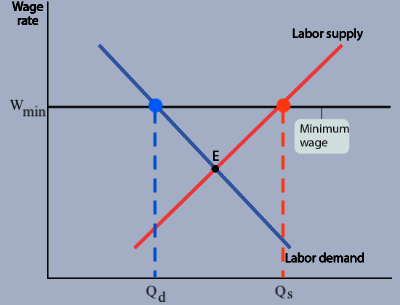 Wage
rate
Labor supply
Wmin
Minimum
wage
E
Labor demand
Qd
Qs